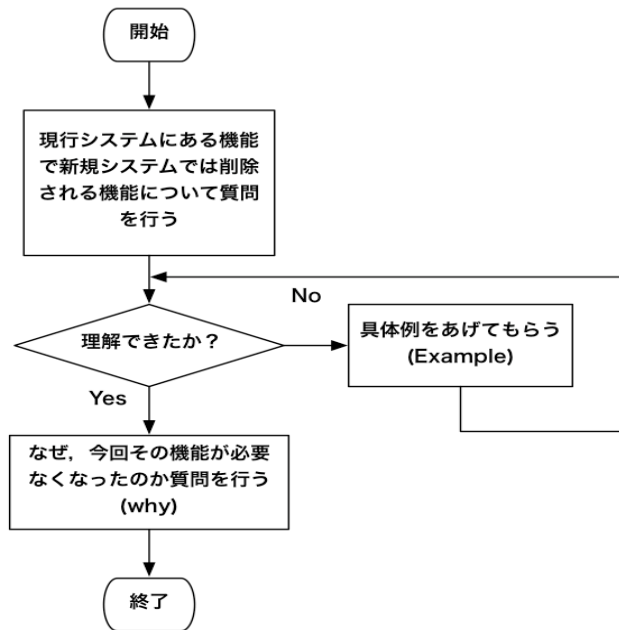 開始
現行システムにある機能
で新規システムでは削除
される機能について質問
を行う
No
理解できたか？
具体例をあげてもらう
(Example)
Yes
なぜ，今回その機能が必要
なくなったのか質問を行う
(why)
終了